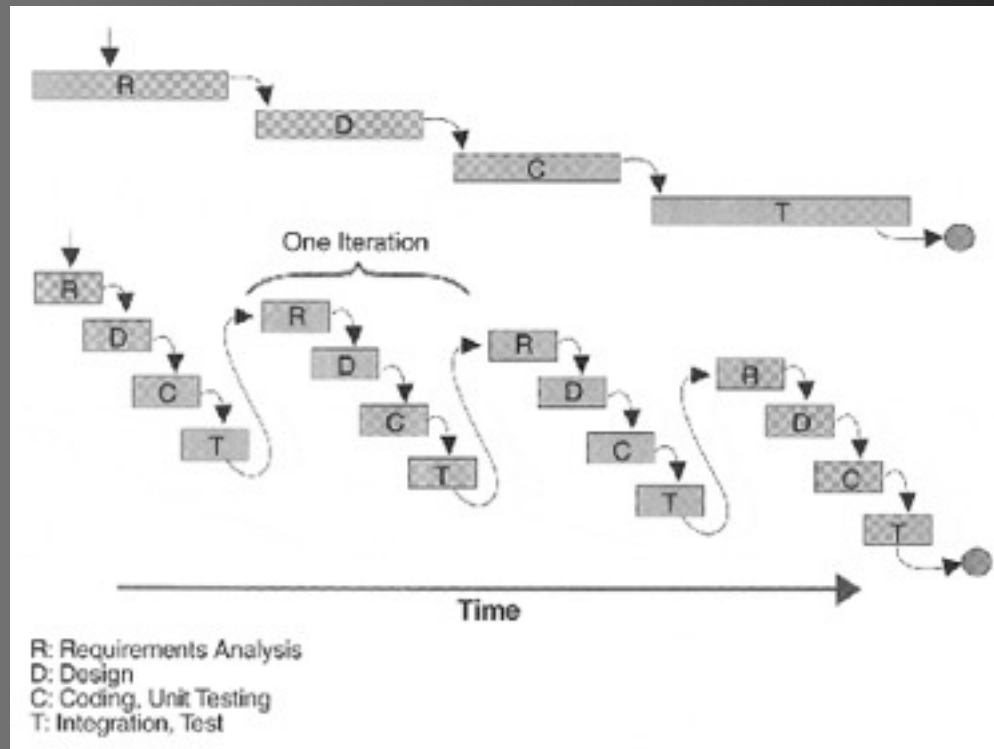 R
D
C
T
One Iteration
R
D
C
T
R
D
C
T
R
D
C
T
R
D
C
T
Time
R: Requirements Analysis
D: Design
C: Coding, Unit Testing
T: Integration, Test